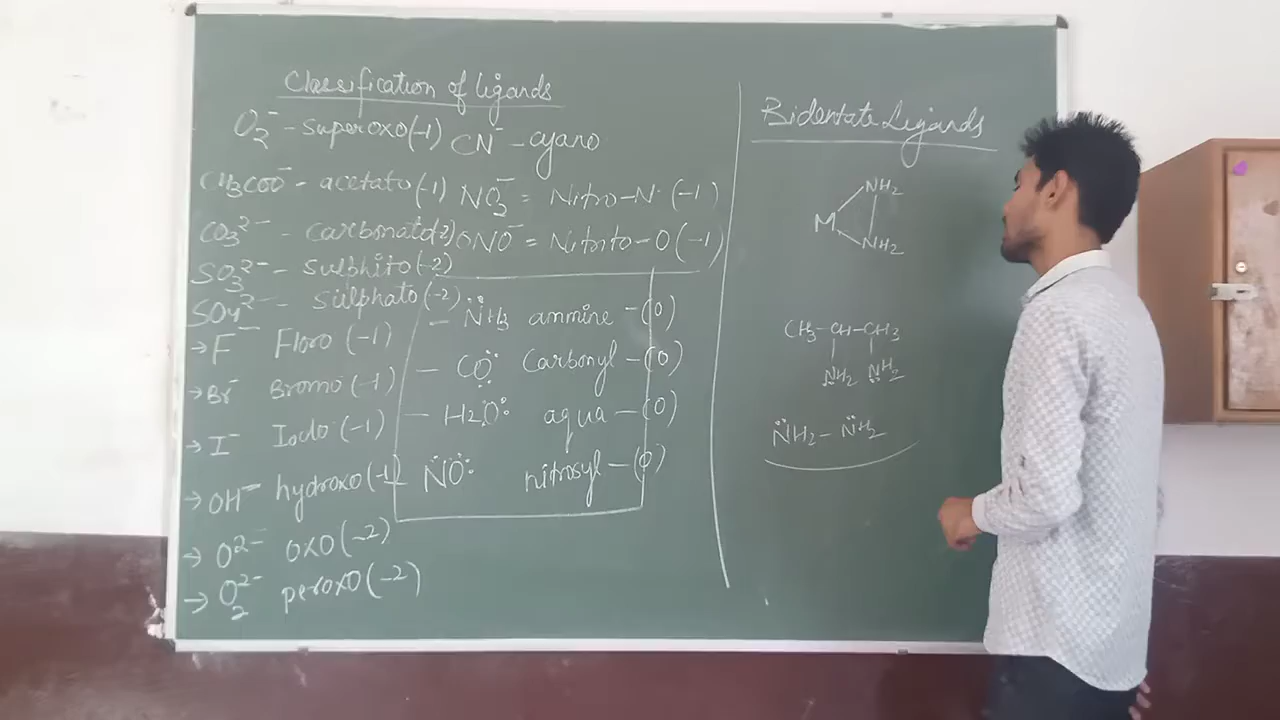 Classification of ligands
O₂⁻ - superoxo (-1) CN⁻ - cyano
CH3COO⁻ - acetato (-1) NO₂⁻ = Nitro-N (-1)
CO₃²⁻ - carbonato(-2) ONO⁻ = Nitrito-O (-1)
SO₃²⁻ - sulphito (-2)
SO₄²⁻ - sulphato (-2)
- NH3 ammine - (0)
→ F⁻ Floro (-1)
- CO Carbonyl - (0)
→ Br⁻ Bromo (-1)
- H₂O aqua - (0)
→ I⁻ Iodo (-1)
NO nitrosyl - (0)
→ OH⁻ hydroxo (-1)
→ O²⁻ oxo (-2)
→ O₂²⁻ peroxo (-2)
Bidentate Ligands
NH2
M
NH2
CH3-CH-CH3
NH2 NH2
NH2 - NH2